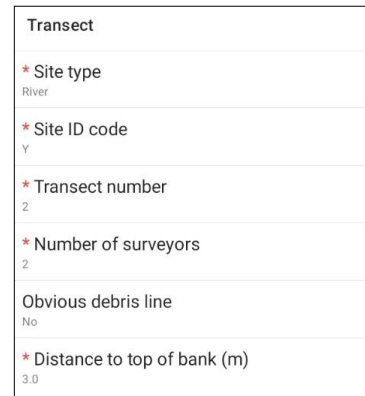 Transect
* Site type
River
* Site ID code
Y
* Transect number
2
* Number of surveyors
2
Obvious debris line
No
* Distance to top of bank (m)
3.0